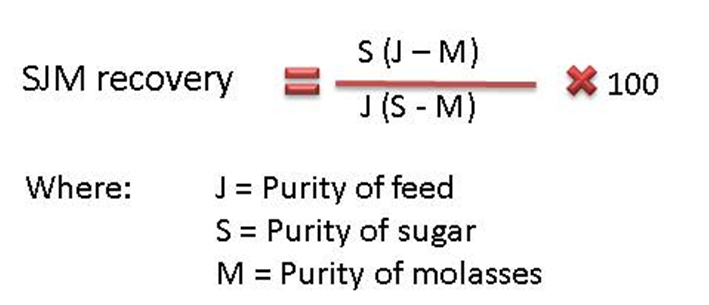 SJM recovery = S (J – M) / J (S - M) × 100
Where: J = Purity of feed
S = Purity of sugar
M = Purity of molasses